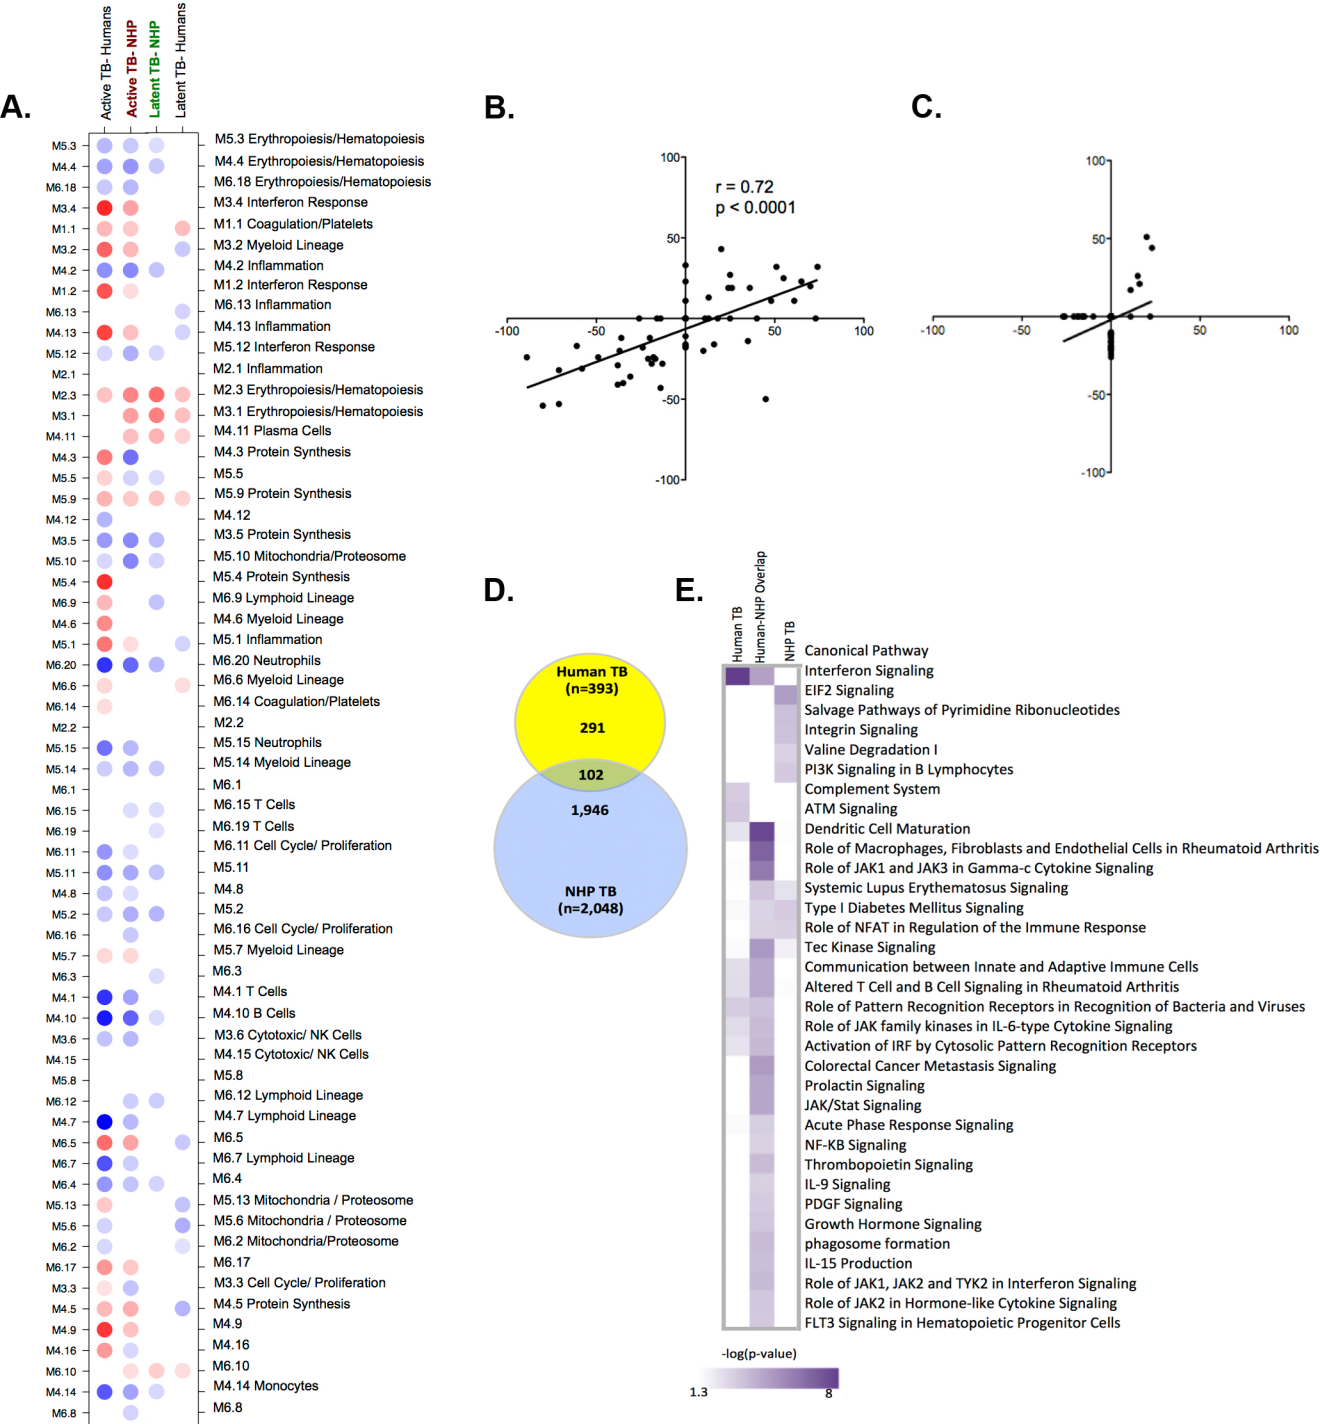 Active TB- Humans
Active TB- NHP
Latent TB- NHP
Latent TB- Humans
A.
M5.3 M5.3 Erythropoiesis/Hematopoiesis
M4.4 M4.4 Erythropoiesis/Hematopoiesis
M6.18 M6.18 Erythropoiesis/Hematopoiesis
M3.4 M3.4 Interferon Response
M1.1 M1.1 Coagulation/Platelets
M3.2 M3.2 Myeloid Lineage
M4.2 M4.2 Inflammation
M1.2 M1.2 Interferon Response
M6.13 M6.13 Inflammation
M4.13 M4.13 Inflammation
M5.12 M5.12 Interferon Response
M2.1 M2.1 Inflammation
M2.3 M2.3 Erythropoiesis/Hematopoiesis
M3.1 M3.1 Erythropoiesis/Hematopoiesis
M4.11 M4.11 Plasma Cells
M4.3 M4.3 Protein Synthesis
M5.5 M5.5
M5.9 M5.9 Protein Synthesis
M4.12 M4.12
M3.5 M3.5 Protein Synthesis
M5.10 M5.10 Mitochondria/Proteosome
M5.4 M5.4 Protein Synthesis
M6.9 M6.9 Lymphoid Lineage
M4.6 M4.6 Myeloid Lineage
M5.1 M5.1 Inflammation
M6.20 M6.20 Neutrophils
M6.6 M6.6 Myeloid Lineage
M6.14 M6.14 Coagulation/Platelets
M2.2 M2.2
M5.15 M5.15 Neutrophils
M5.14 M5.14 Myeloid Lineage
M6.1 M6.1
M6.15 M6.15 T Cells
M6.19 M6.19 T Cells
M6.11 M6.11 Cell Cycle/ Proliferation
M5.11 M5.11
M4.8 M4.8
M5.2 M5.2
M6.16 M6.16 Cell Cycle/ Proliferation
M5.7 M5.7 Myeloid Lineage
M6.3 M6.3
M4.1 M4.1 T Cells
M4.10 M4.10 B Cells
M3.6 M3.6 Cytotoxic/ NK Cells
M4.15 M4.15 Cytotoxic/ NK Cells
M5.8 M5.8
M6.12 M6.12 Lymphoid Lineage
M4.7 M4.7 Lymphoid Lineage
M6.5 M6.5
M6.7 M6.7 Lymphoid Lineage
M6.4 M6.4
M5.13 M5.13 Mitochondria / Proteosome
M5.6 M5.6 Mitochondria / Proteosome
M6.2 M6.2 Mitochondria/Proteosome
M6.17 M6.17
M3.3 M3.3 Cell Cycle/ Proliferation
M4.5 M4.5 Protein Synthesis
M4.9 M4.9
M4.16 M4.16
M6.10 M6.10
M4.14 M4.14 Monocytes
M6.8 M6.8
B.
100
r = 0.72
p < 0.0001
50
-100 -50 50 100
-50
-100
C.
100
50
-100 -50 50 100
-50
-100
D.
Human TB
(n=393)
291
102
1,946
NHP TB
(n=2,048)
E.
Human TB
Human-NHP Overlap
NHP TB
Canonical Pathway
Interferon Signaling
EIF2 Signaling
Salvage Pathways of Pyrimidine Ribonucleotides
Integrin Signaling
Valine Degradation I
PI3K Signaling in B Lymphocytes
Complement System
ATM Signaling
Dendritic Cell Maturation
Role of Macrophages, Fibroblasts and Endothelial Cells in Rheumatoid Arthritis
Role of JAK1 and JAK3 in Gamma-c Cytokine Signaling
Systemic Lupus Erythematosus Signaling
Type I Diabetes Mellitus Signaling
Role of NFAT in Regulation of the Immune Response
Tec Kinase Signaling
Communication between Innate and Adaptive Immune Cells
Altered T Cell and B Cell Signaling in Rheumatoid Arthritis
Role of Pattern Recognition Receptors in Recognition of Bacteria and Viruses
Role of JAK family kinases in IL-6-type Cytokine Signaling
Activation of IRF by Cytosolic Pattern Recognition Receptors
Colorectal Cancer Metastasis Signaling
Prolactin Signaling
JAK/Stat Signaling
Acute Phase Response Signaling
NF-KB Signaling
Thrombopoietin Signaling
IL-9 Signaling
PDGF Signaling
Growth Hormone Signaling
phagosome formation
IL-15 Production
Role of JAK1, JAK2 and TYK2 in Interferon Signaling
Role of JAK2 in Hormone-like Cytokine Signaling
FLT3 Signaling in Hematopoietic Progenitor Cells
-log(p-value)
1.3 8